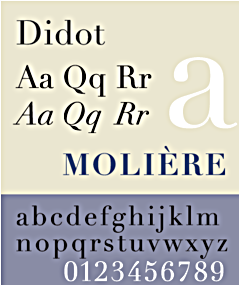 Didot
Aa Qq Rr
Aa Qq Rr
a
MOLIÈRE
abcdefghijklm
nopqrstuvwxyz
0123456789